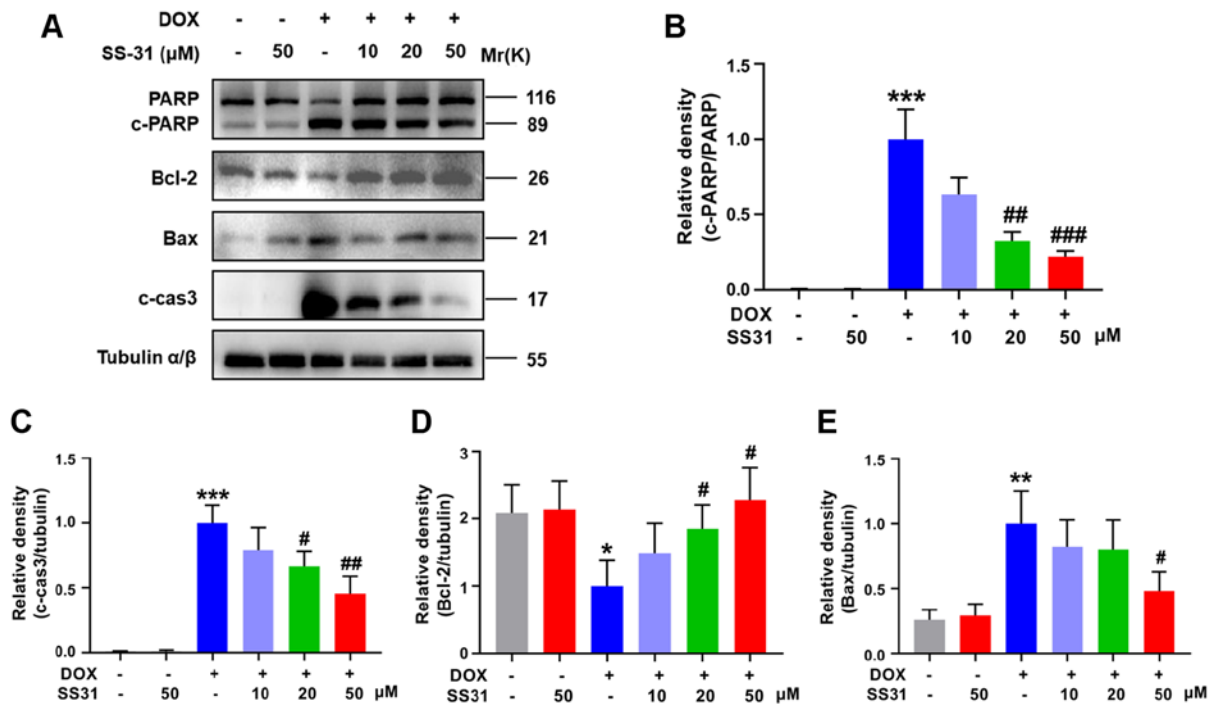 A
DOX - - + + + +
SS-31 (μM) - 50 - 10 20 50 Mr(K)
PARP 116
c-PARP 89
Bcl-2 26
Bax 21
c-cas3 17
Tubulin α/β 55
B
Relative density
(c-PARP/PARP)
1.5
1.0
0.5
0.0
***
##
###
DOX - - + + + +
SS31 - 50 - 10 20 50 μM
C
Relative density
(c-cas3/tubulin)
1.5
1.0
0.5
0.0
***
#
##
DOX - - + + + +
SS31 - 50 - 10 20 50 μM
D
Relative density
(Bcl-2/tubulin)
3
2
1
0
*
#
#
DOX - - + + + +
SS31 - 50 - 10 20 50 μM
E
Relative density
(Bax/tubulin)
1.5
1.0
0.5
0.0
**
#
DOX - - + + + +
SS31 - 50 - 10 20 50 μM